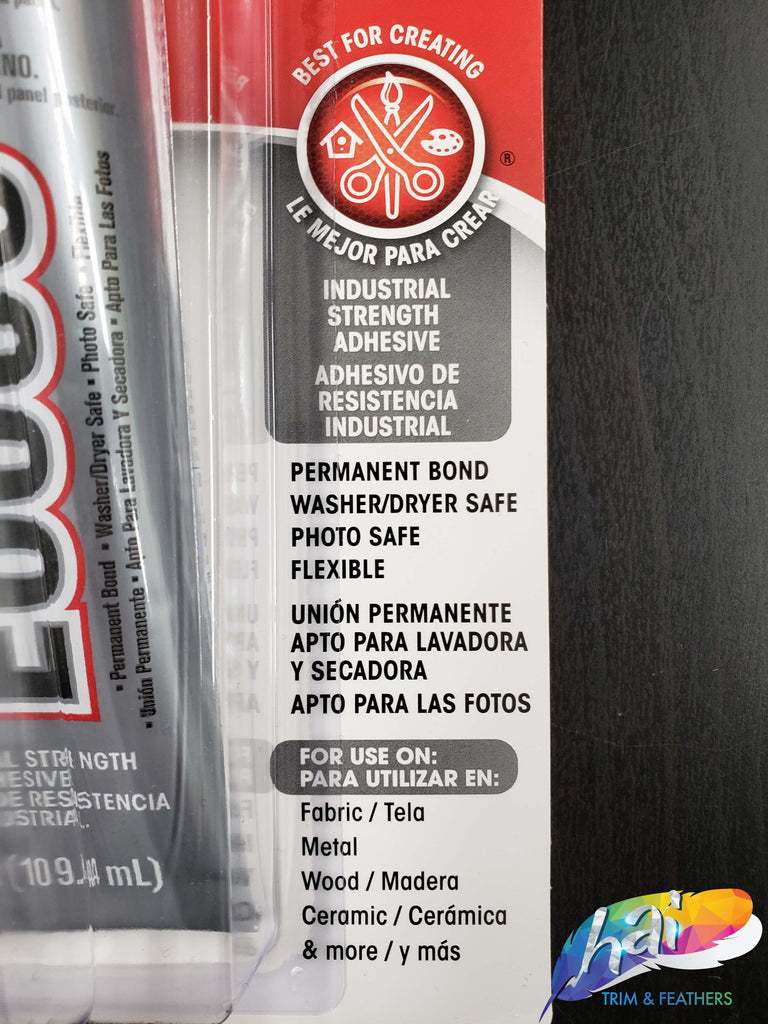 BEST FOR CREATING
®
LE MEJOR PARA CREAR
INDUSTRIAL
STRENGTH
ADHESIVE
ADHESIVO DE
RESISTENCIA
INDUSTRIAL
PERMANENT BOND
WASHER/DRYER SAFE
PHOTO SAFE
FLEXIBLE
UNIÓN PERMANENTE
APTO PARA LAVADORA
Y SECADORA
APTO PARA LAS FOTOS
FOR USE ON:
PARA UTILIZAR EN:
Fabric / Tela
Metal
Wood / Madera
Ceramic / Cerámica
& more / y más
NO.
panel posterior.
▪ Permanent Bond ▪ Washer/Dryer Safe ▪ Photo Safe ▪ Flexible
▪ Unión Permanente ▪ Apto Para Lavadora Y Secadora ▪ Apto Para Las Fotos
STRENGTH
RESISTENCIA
mL)
hai
TRIM & FEATHERS